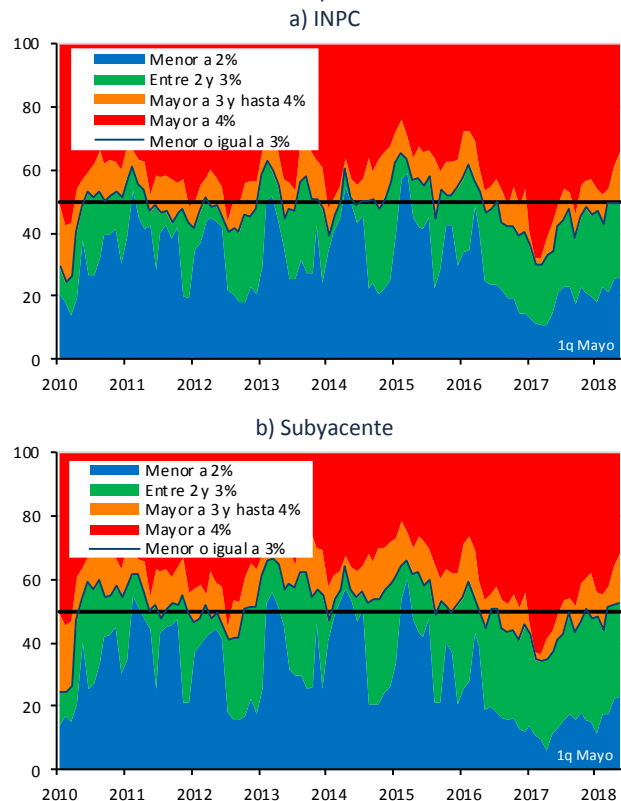 a) INPC
100
80
60
40
20
0
Menor a 2%
Entre 2 y 3%
Mayor a 3 y hasta 4%
Mayor a 4%
Menor o igual a 3%
1q Mayo
2010 2011 2012 2013 2014 2015 2016 2017 2018
b) Subyacente
100
80
60
40
20
0
Menor a 2%
Entre 2 y 3%
Mayor a 3 y hasta 4%
Mayor a 4%
Menor o igual a 3%
1q Mayo
2010 2011 2012 2013 2014 2015 2016 2017 2018